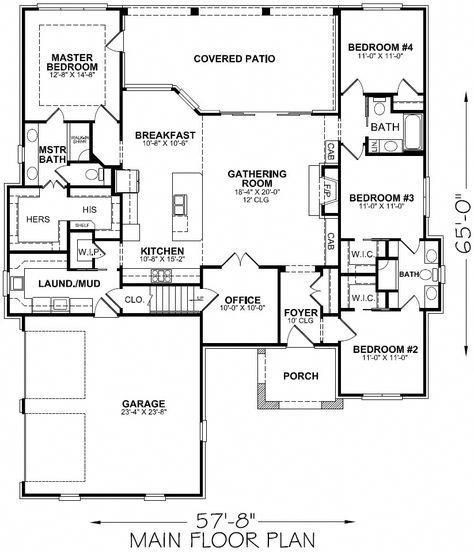 MASTER
BEDROOM
12'-8" X 14'-8"
COVERED PATIO
BEDROOM #4
11'-0" X 11'-0"
BREAKFAST
10'-8" X 10'-6"
BATH
LIN.
MSTR
BATH
WALK-IN
SHWR
CAB
GATHERING
ROOM
18'-4" X 20'-0"
12' CLG
F.P.
BEDROOM #3
11'-0" X 11'-0"
HERS
HIS
SHELF
CAB
W.I.P.
KITCHEN
10'-8" X 15'-2"
W.I.C.
BATH
LAUND./MUD
CLO.
UP
OFFICE
10'-0" X 10'-0"
W.I.C.
FOYER
10' CLG
BEDROOM #2
11'-0" X 11'-0"
PORCH
GARAGE
23'-4" X 23'-8"
65'-0"
57'-8"
MAIN FLOOR PLAN